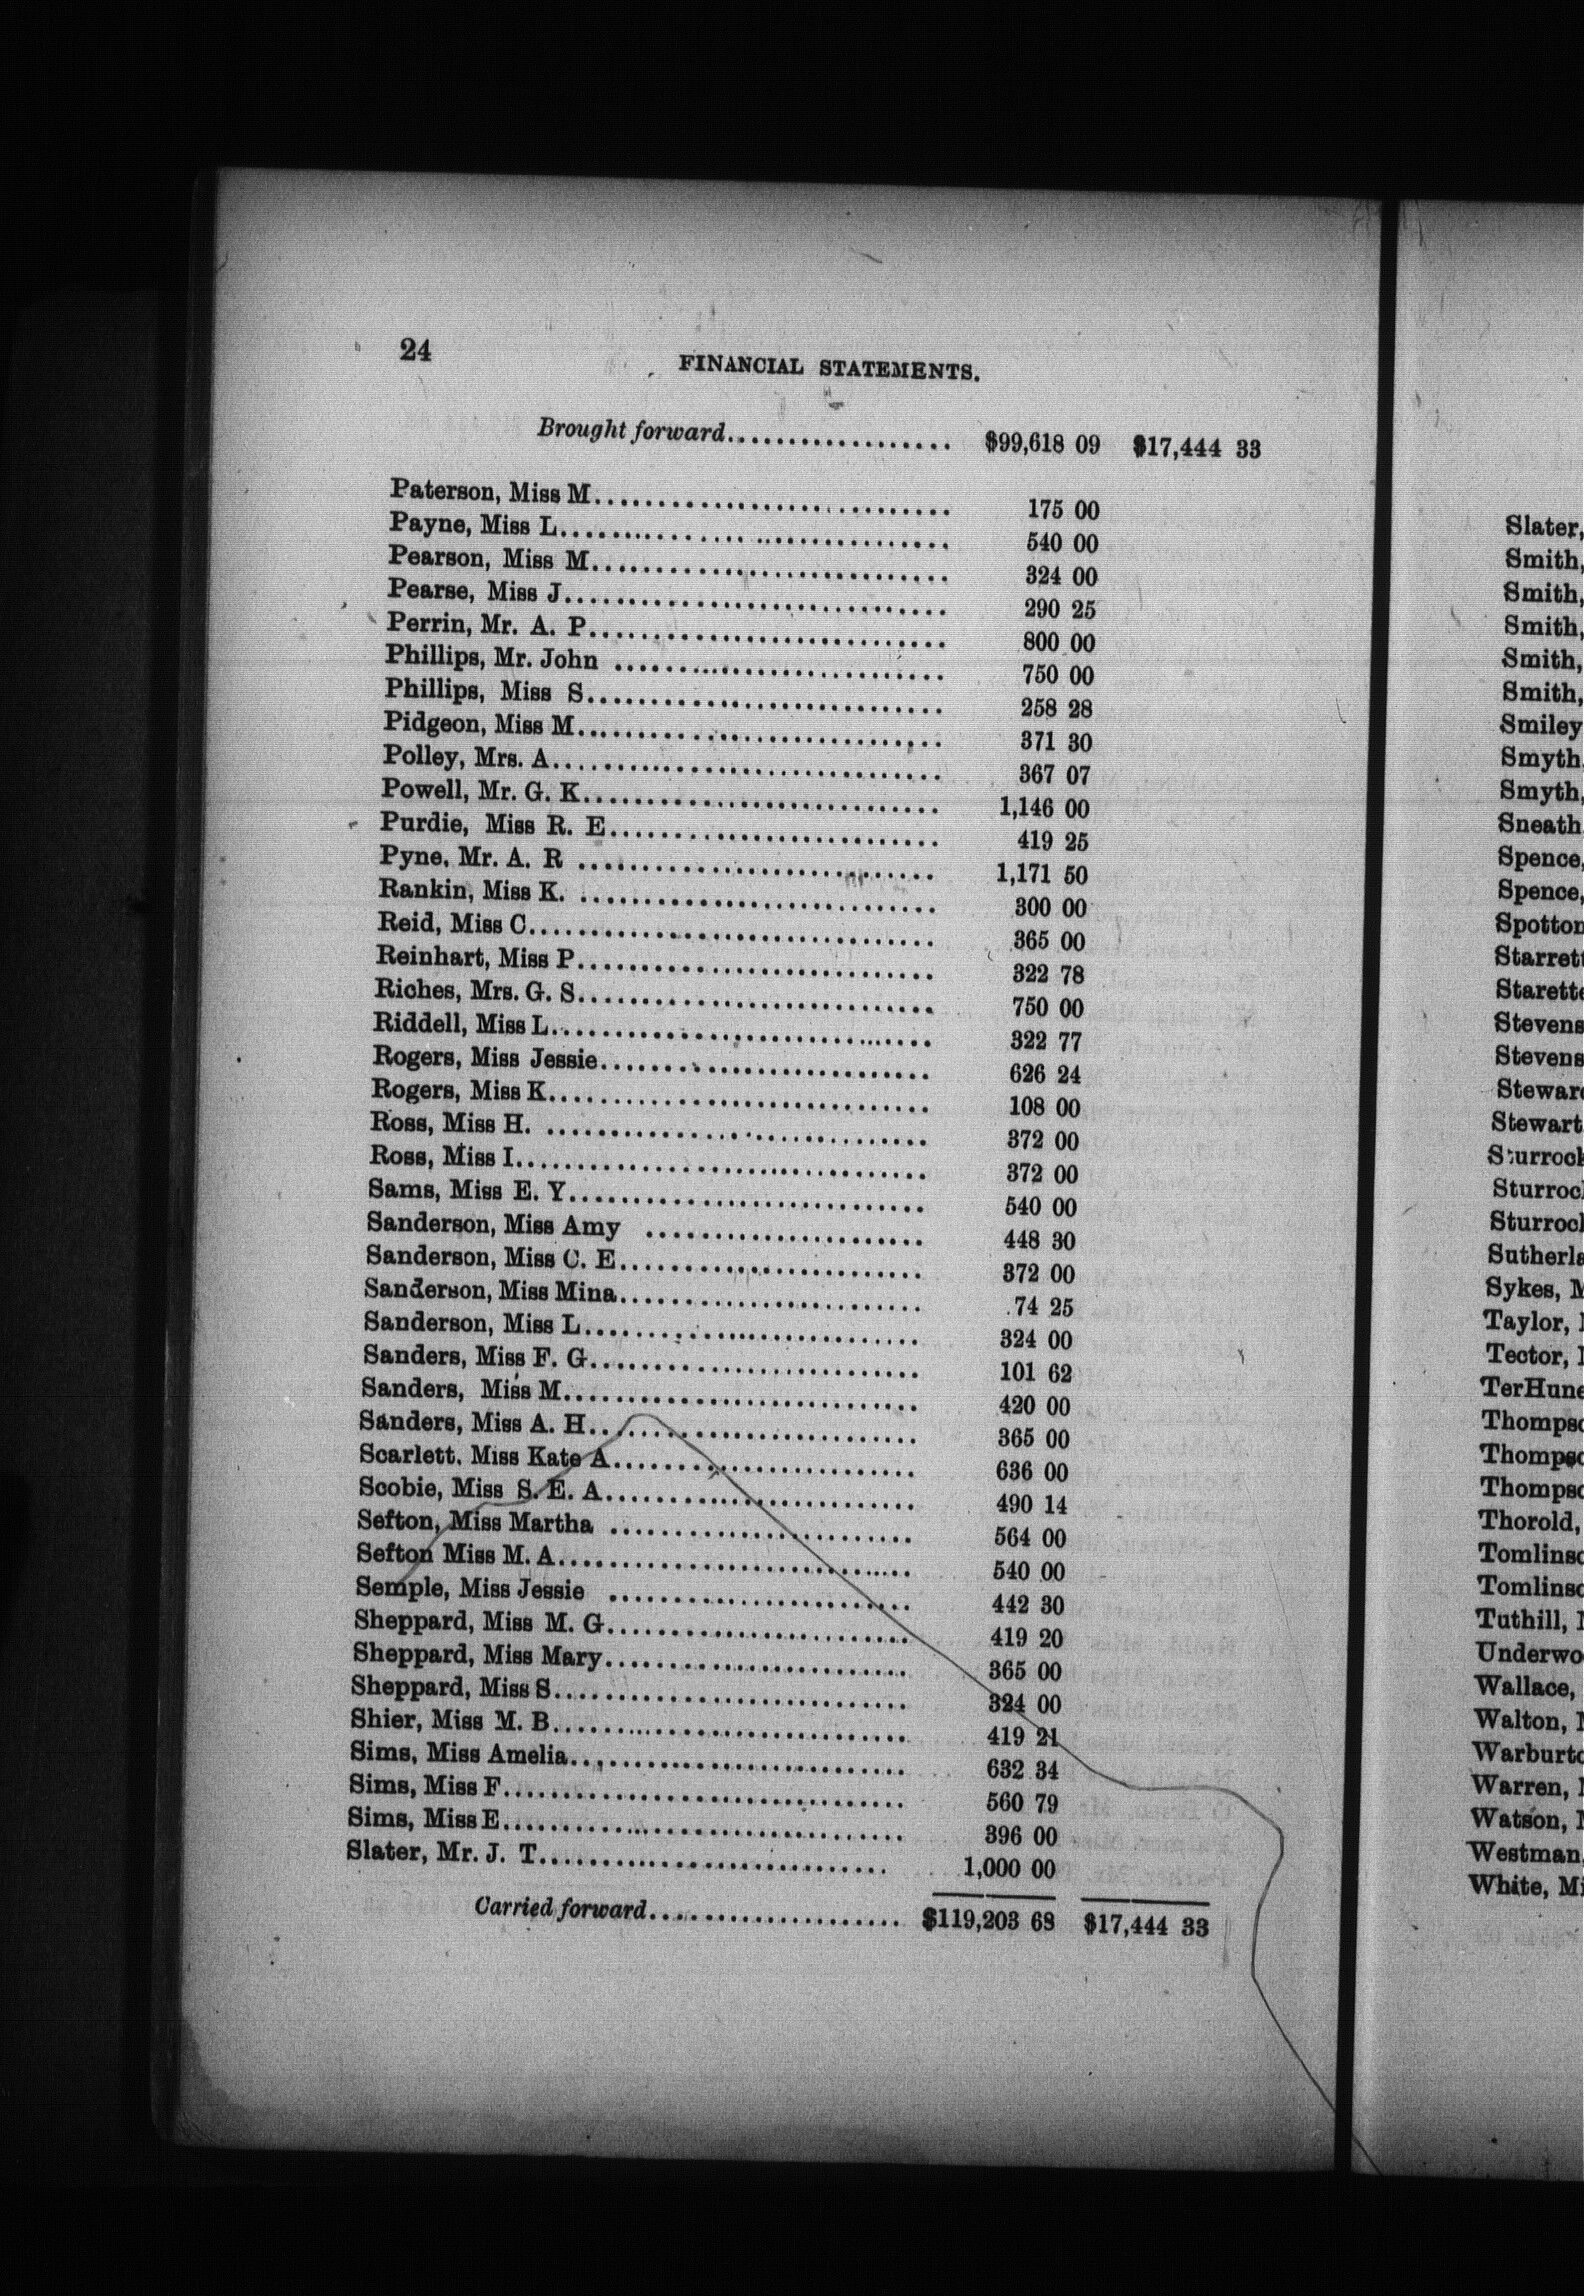 24
FINANCIAL STATEMENTS.
Brought forward.................. $99,618 09 $17,444 33
Paterson, Miss M............................. 175 00
Payne, Miss L............................... 540 00
Pearson, Miss M............................. 324 00
Pearse, Miss J............................... 290 25
Perrin, Mr. A. P............................. 800 00
Phillips, Mr. John ........................... 750 00
Phillips, Miss S............................. 258 28
Pidgeon, Miss M............................. 371 30
Polley, Mrs. A............................... 367 07
Powell, Mr. G. K............................. 1,146 00
Purdie, Miss R. E........................... 419 25
Pyne, Mr. A. R ............................. 1,171 50
Rankin, Miss K. ............................. 300 00
Reid, Miss C................................. 365 00
Reinhart, Miss P............................. 322 78
Riches, Mrs. G. S............................. 750 00
Riddell, Miss L............................... 322 77
Rogers, Miss Jessie........................... 626 24
Rogers, Miss K............................... 108 00
Ross, Miss H. ............................... 372 00
Ross, Miss I................................. 372 00
Sams, Miss E. Y............................. 540 00
Sanderson, Miss Amy ....................... 448 30
Sanderson, Miss C. E......................... 372 00
Sanderson, Miss Mina......................... 74 25
Sanderson, Miss L........................... 324 00
Sanders, Miss F. G........................... 101 62
Sanders, Miss M............................. 420 00
Sanders, Miss A. H........................... 365 00
Scarlett, Miss Kate A......................... 636 00
Scobie, Miss S. E. A......................... 490 14
Sefton, Miss Martha ......................... 564 00
Sefton Miss M. A............................. 540 00
Semple, Miss Jessie ......................... 442 30
Sheppard, Miss M. G......................... 419 20
Sheppard, Miss Mary......................... 365 00
Sheppard, Miss S............................. 324 00
Shier, Miss M. B............................. 419 21
Sims, Miss Amelia........................... 632 34
Sims, Miss F................................. 560 79
Sims, Miss E................................. 396 00
Slater, Mr. J. T............................. 1,000 00
Carried forward..................... $119,203 68 $17,444 33
Slater,
Smith,
Smith,
Smith,
Smith,
Smith,
Smiley
Smyth,
Smyth,
Sneath
Spence,
Spence,
Spotton
Starrett
Starette
Stevens
Stevens
Steward
Stewart
Sturrock
Sturrock
Sturrock
Sutherla
Sykes, M
Taylor,
Tector,
TerHune
Thompso
Thompso
Thompso
Thorold,
Tomlinso
Tomlinso
Tuthill,
Underwo
Wallace,
Walton,
Warburto
Warren,
Watson,
Westman,
White, Mi